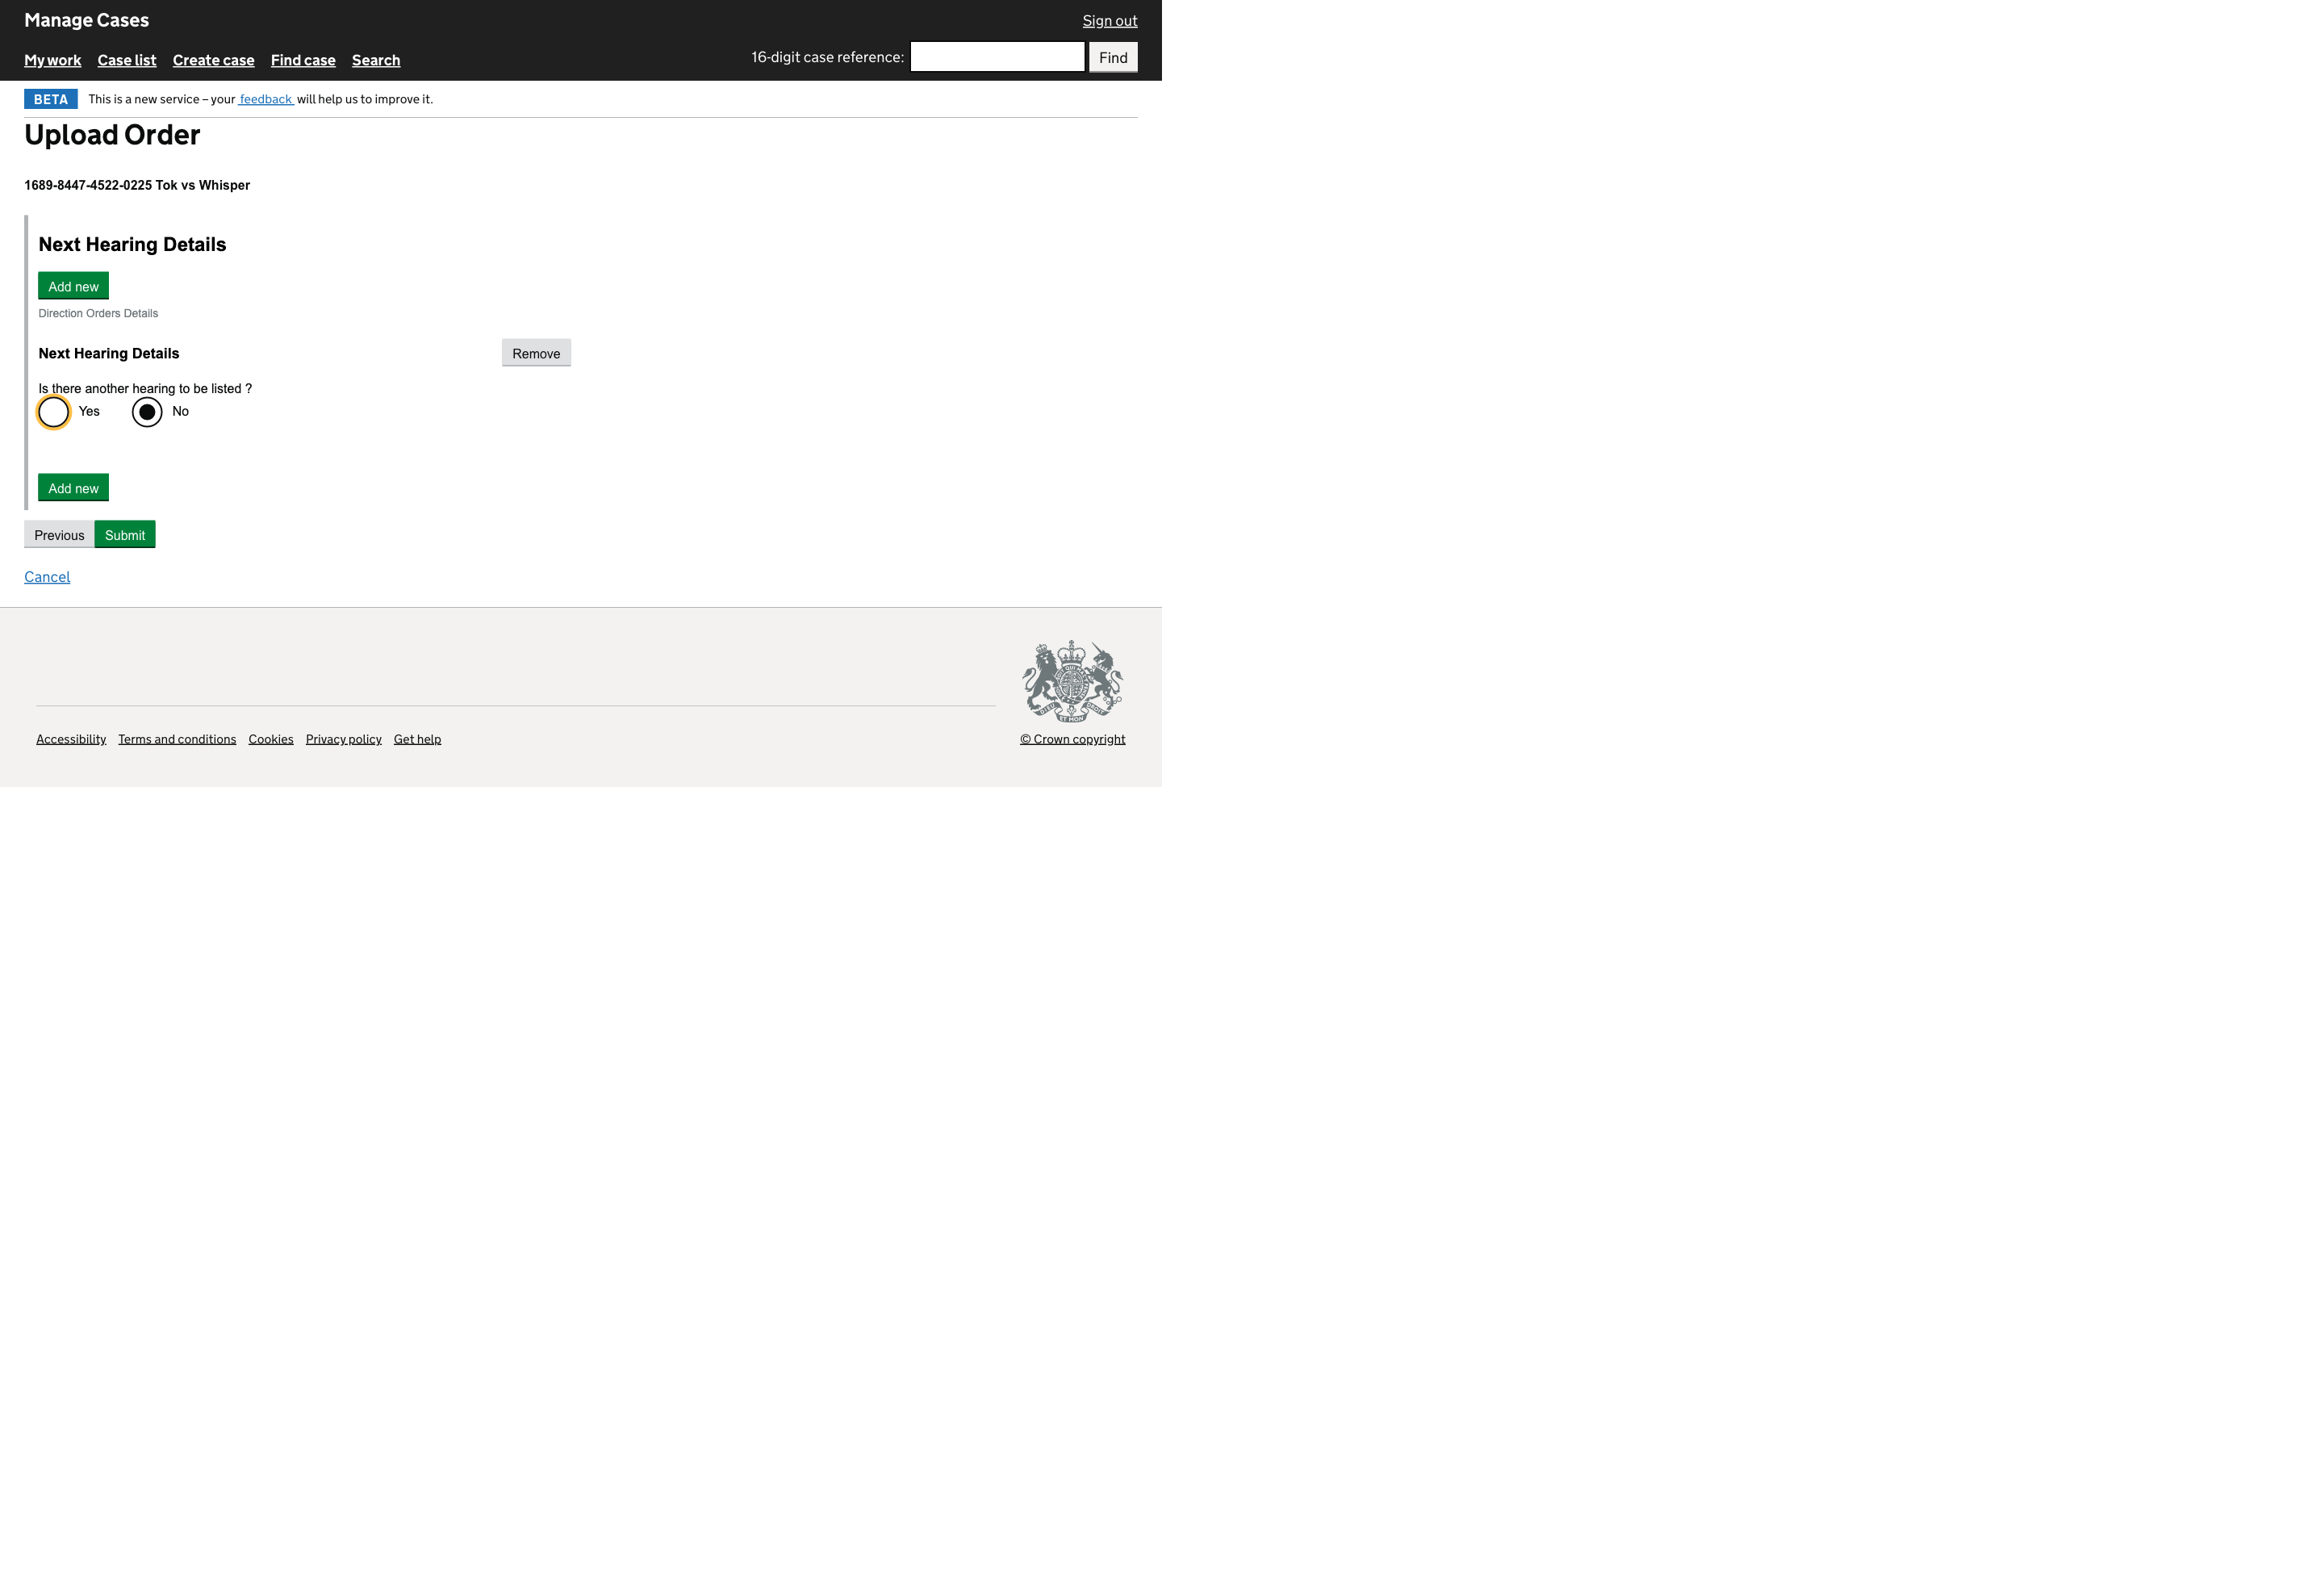 Manage Cases
Sign out
My work Case list Create case Find case Search
16-digit case reference: Find
BETA This is a new service – your feedback will help us to improve it.
Upload Order
1689-8447-4522-0225 Tok vs Whisper
Next Hearing Details
Add new
Direction Orders Details
Next Hearing Details
Remove
Is there another hearing to be listed ?
Yes No
Add new
Previous Submit
Cancel
Accessibility Terms and conditions Cookies Privacy policy Get help
© Crown copyright